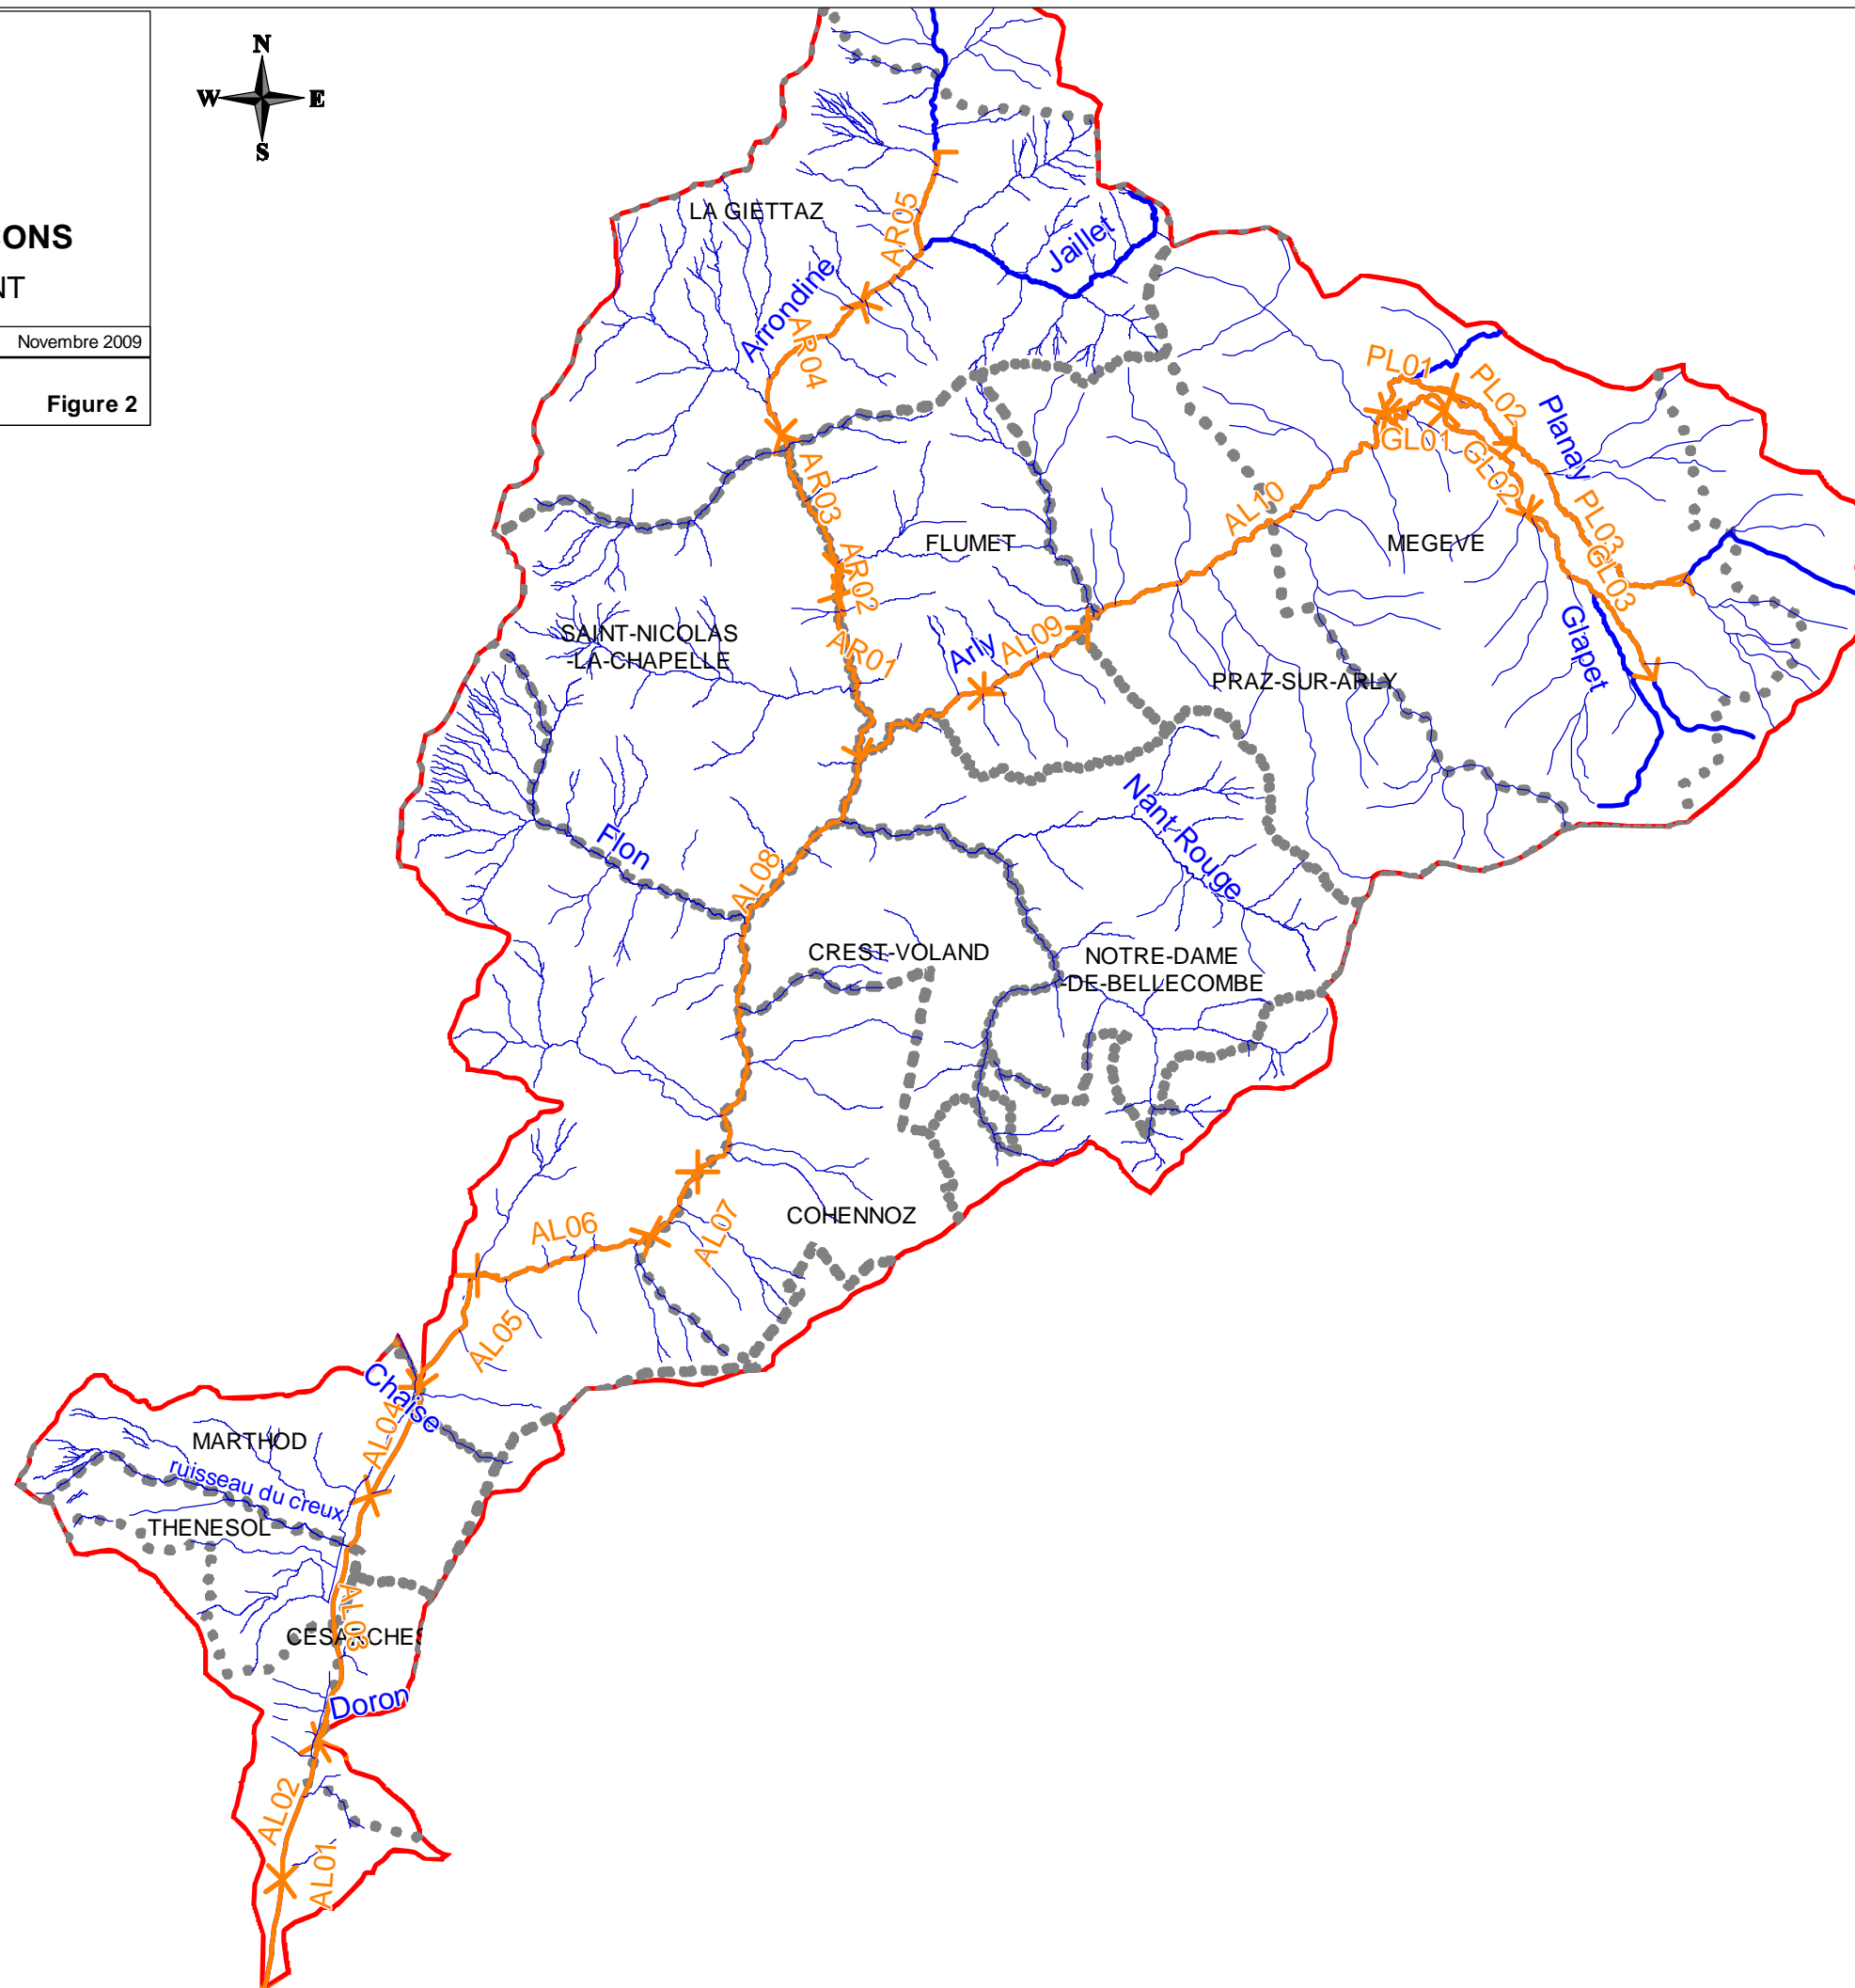 N
W E
S
ONS
NT
Novembre 2009
Figure 2
LA GIETTAZ
AR05
Jaillet
Arrondine
AR04
PL01
PL02
Planay
GL01
GL02
AR03
AL10
PL03
FLUMET
MEGEVE
AR02
GL03
SAINT-NICOLAS
-LA-CHAPELLE
AR01
Arly
AL09
Glapet
PRAZ-SUR-ARLY
Nant-Rouge
Flon
AL08
CREST-VOLAND
NOTRE-DAME
-DE-BELLECOMBE
COHENNOZ
AL06
AL07
AL05
Chaise
AL04
MARTHOD
ruisseau du creux
THENESOL
AL03
CESARCHES
Doron
AL02
AL01